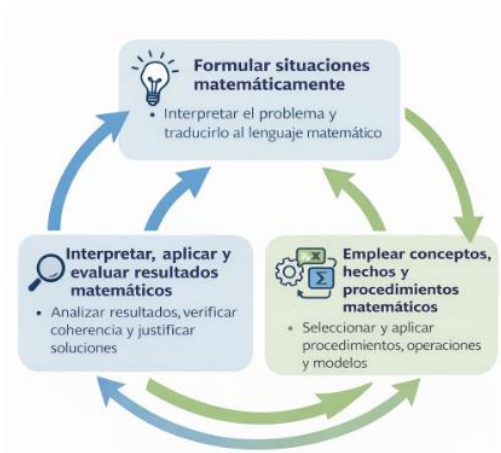 Formular situaciones
matemáticamente
• Interpretar el problema y
traducirlo al lenguaje matemático
Interpretar, aplicar y
evaluar resultados
matemáticos
• Analizar resultados, verificar
coherencia y justificar
soluciones
Emplear conceptos,
hechos y
procedimientos
matemáticos
• Seleccionar y aplicar
procedimientos, operaciones
y modelos
Σ